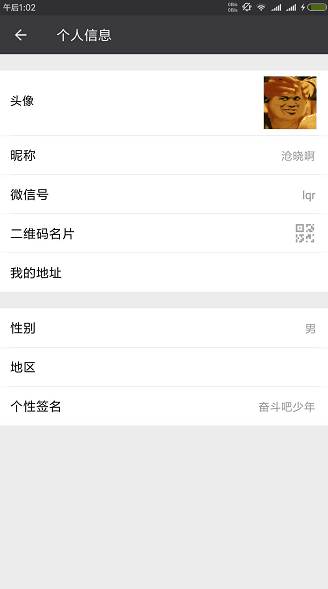 午后1:02
0B/s
0B/s
个人信息
头像
昵称 沧晓啊
微信号 lqr
二维码名片
我的地址
性别 男
地区
个性签名 奋斗吧少年